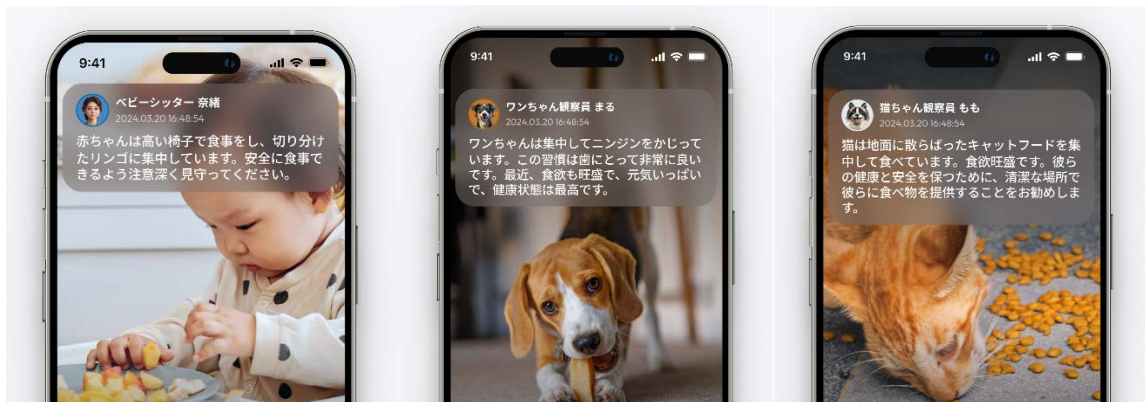 9:41
ベビーシッター 奈緒
2024.03.20 16:48:54
赤ちゃんは高い椅子で食事をし、切り分け
たリンゴに集中しています。安全に食事で
きるよう注意深く見守ってください。
9:41
ワンちゃん観察員 まる
2024.03.20 16:48:54
ワンちゃんは集中してニンジンをかじって
います。この習慣は歯にとって非常に良い
です。最近、食欲も旺盛で、元気いっぱい
で、健康状態は最高です。
9:41
猫ちゃん観察員 もも
2024.03.20 16:48:54
猫は地面に散らばったキャットフードを集
中して食べています。食欲旺盛です。彼ら
の健康と安全を保つために、清潔な場所で
彼らに食べ物を提供することをお勧めしま
す。